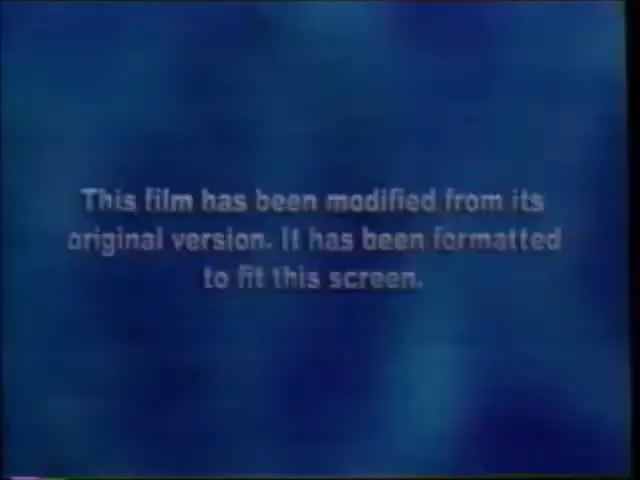 This film has been modified from its
original version. It has been formatted
to fit this screen.